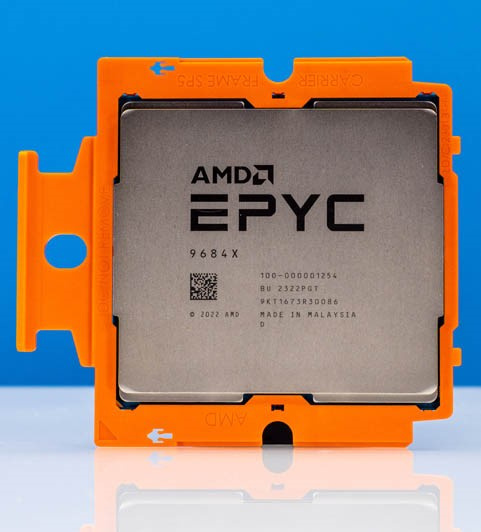 CARRIER FRAME SP5
AMD
EPYC
9684X
100-000001254
BU 2322PGT
9KT1673R30086
© 2022 AMD
MADE IN MALAYSIA
D
AMD